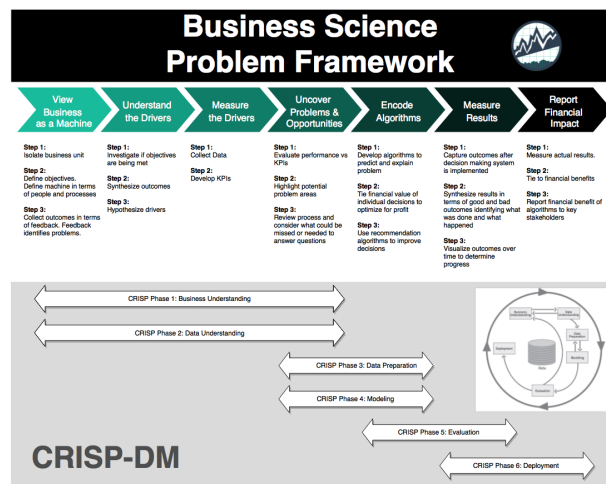 Business Science
Problem Framework
View
Business
as a Machine
Understand
the Drivers
Measure
the Drivers
Uncover
Problems &
Opportunities
Encode
Algorithms
Measure
Results
Report
Financial
Impact
Step 1:
Isolate business unit
Step 2:
Define objectives.
Define machine in terms
of people and processes
Step 3:
Collect outcomes in terms
of feedback. Feedback
identifies problems.
Step 1:
Investigate if objectives
are being met
Step 2:
Synthesize outcomes
Step 3:
Hypothesize drivers
Step 1:
Collect Data
Step 2:
Develop KPIs
Step 1:
Evaluate performance vs
KPIs
Step 2:
Highlight potential
problem areas
Step 3:
Review process and
consider what could be
missed or needed to
answer questions
Step 1:
Develop algorithms to
predict and explain
problem
Step 2:
Tie financial value of
individual decisions to
optimize for profit
Step 3:
Use recommendation
algorithms to improve
decisions
Step 1:
Capture outcomes after
decision making system
is implemented
Step 2:
Synthesize results in
terms of good and bad
outcomes identifying what
was done and what
happened
Step 3:
Visualize outcomes over
time to determine
progress
Step 1:
Measure actual results.
Step 2:
Tie to financial benefits
Step 3:
Report financial benefit of
algorithms to key
stakeholders
CRISP Phase 1: Business Understanding
CRISP Phase 2: Data Understanding
CRISP Phase 3: Data Preparation
CRISP Phase 4: Modeling
CRISP Phase 5: Evaluation
CRISP Phase 6: Deployment
Business
Understanding
Data
Understanding
Data
Preparation
Modeling
Deployment
Data
Evaluation
CRISP-DM